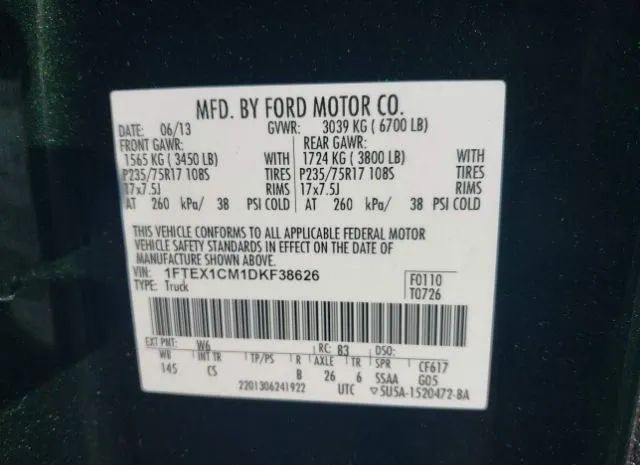 MFD. BY FORD MOTOR CO.
DATE: 06/13 GVWR: 3039 KG ( 6700 LB)
FRONT GAWR: REAR GAWR:
1565 KG ( 3450 LB) 1724 KG ( 3800 LB)
P235/75R17 108S TIRES P235/75R17 108S TIRES
17x7.5J RIMS 17x7.5J RIMS
AT 260 kPa/ 38 PSI COLD AT 260 kPa/ 38 PSI COLD
THIS VEHICLE CONFORMS TO ALL APPLICABLE FEDERAL MOTOR
VEHICLE SAFETY STANDARDS IN EFFECT ON THE DATE OF
MANUFACTURE SHOWN ABOVE.
VIN: 1FTEX1CM1DKF38626 F0110
TYPE: Truck T0726
EXT PNT: W6 RC: 83 DSO:
WB INT TR TP/PS R AXLE TR SPR CF617
145 CS B 26 6 SSAA G05
2201306241922 UTC 5U5A-1520472-BA